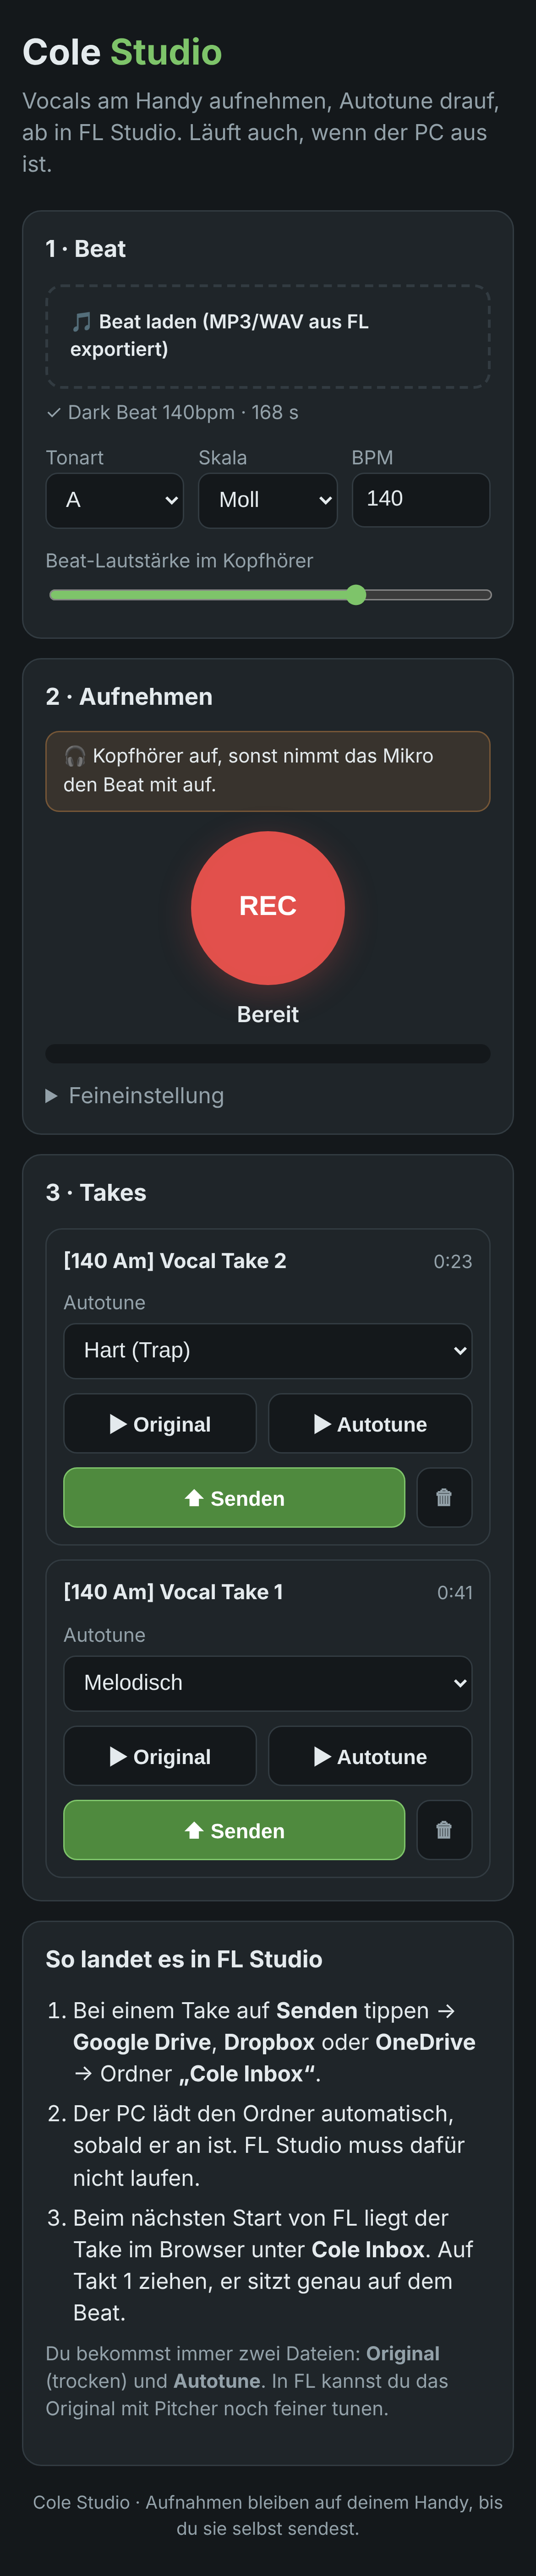 Cole Studio
Vocals am Handy aufnehmen, Autotune drauf,
ab in FL Studio. Läuft auch, wenn der PC aus
ist.
1 · Beat
🎵 Beat laden (MP3/WAV aus FL
exportiert)
✓ Dark Beat 140bpm · 168 s
Tonart Skala BPM
A Moll 140
Beat-Lautstärke im Kopfhörer
2 · Aufnehmen
🎧 Kopfhörer auf, sonst nimmt das Mikro
den Beat mit auf.
REC
Bereit
▶ Feineinstellung
3 · Takes
[140 Am] Vocal Take 2 0:23
Autotune
Hart (Trap)
▶ Original ▶ Autotune
⬆ Senden 🗑
[140 Am] Vocal Take 1 0:41
Autotune
Melodisch
▶ Original ▶ Autotune
⬆ Senden 🗑
So landet es in FL Studio
1. Bei einem Take auf Senden tippen →
Google Drive, Dropbox oder OneDrive
→ Ordner „Cole Inbox“.
2. Der PC lädt den Ordner automatisch,
sobald er an ist. FL Studio muss dafür
nicht laufen.
3. Beim nächsten Start von FL liegt der
Take im Browser unter Cole Inbox. Auf
Takt 1 ziehen, er sitzt genau auf dem
Beat.
Du bekommst immer zwei Dateien: Original
(trocken) und Autotune. In FL kannst du das
Original mit Pitcher noch feiner tunen.
Cole Studio · Aufnahmen bleiben auf deinem Handy, bis
du sie selbst sendest.